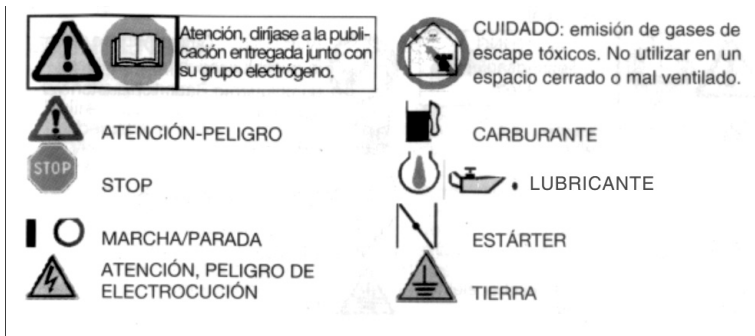 Atención, diríjase a la publi-
cación entregada junto con
su grupo electrógeno.
ATENCIÓN-PELIGRO
STOP
STOP
MARCHA/PARADA
ATENCIÓN, PELIGRO DE
ELECTROCUCIÓN
CUIDADO: emisión de gases de
escape tóxicos. No utilizar en un
espacio cerrado o mal ventilado.
CARBURANTE
LUBRICANTE
ESTÁRTER
TIERRA